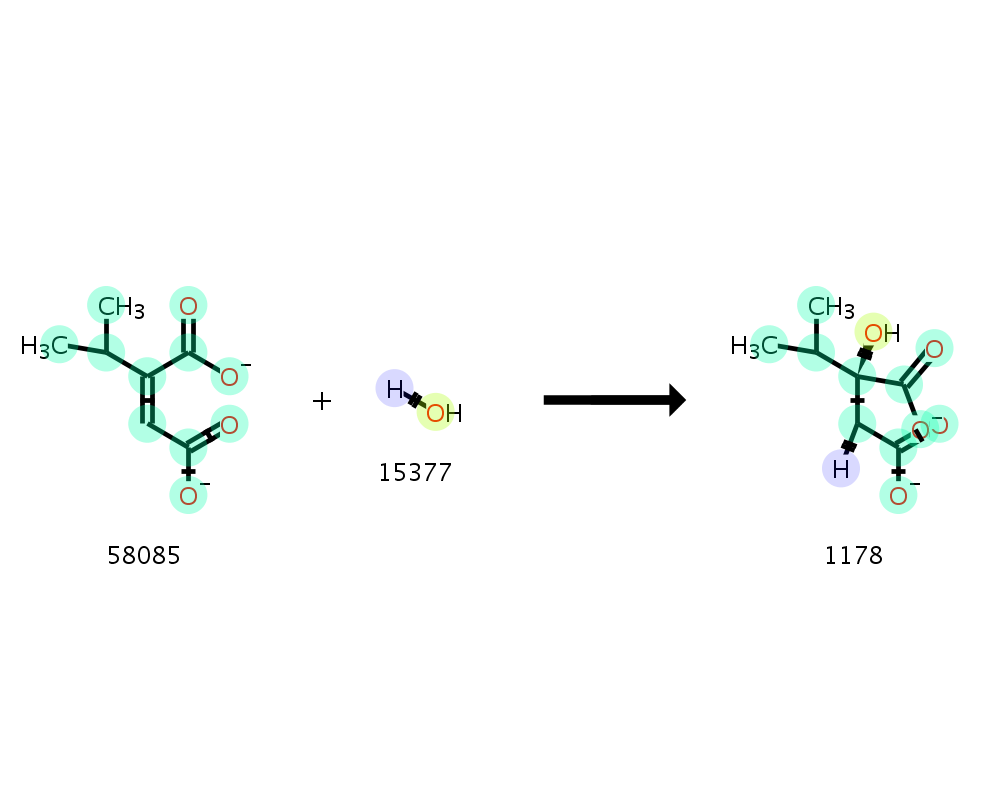 CH3 O CH3 OH
H3C O− H3C O
+ H OH
O O− O
O− H O−
15377
58085 1178